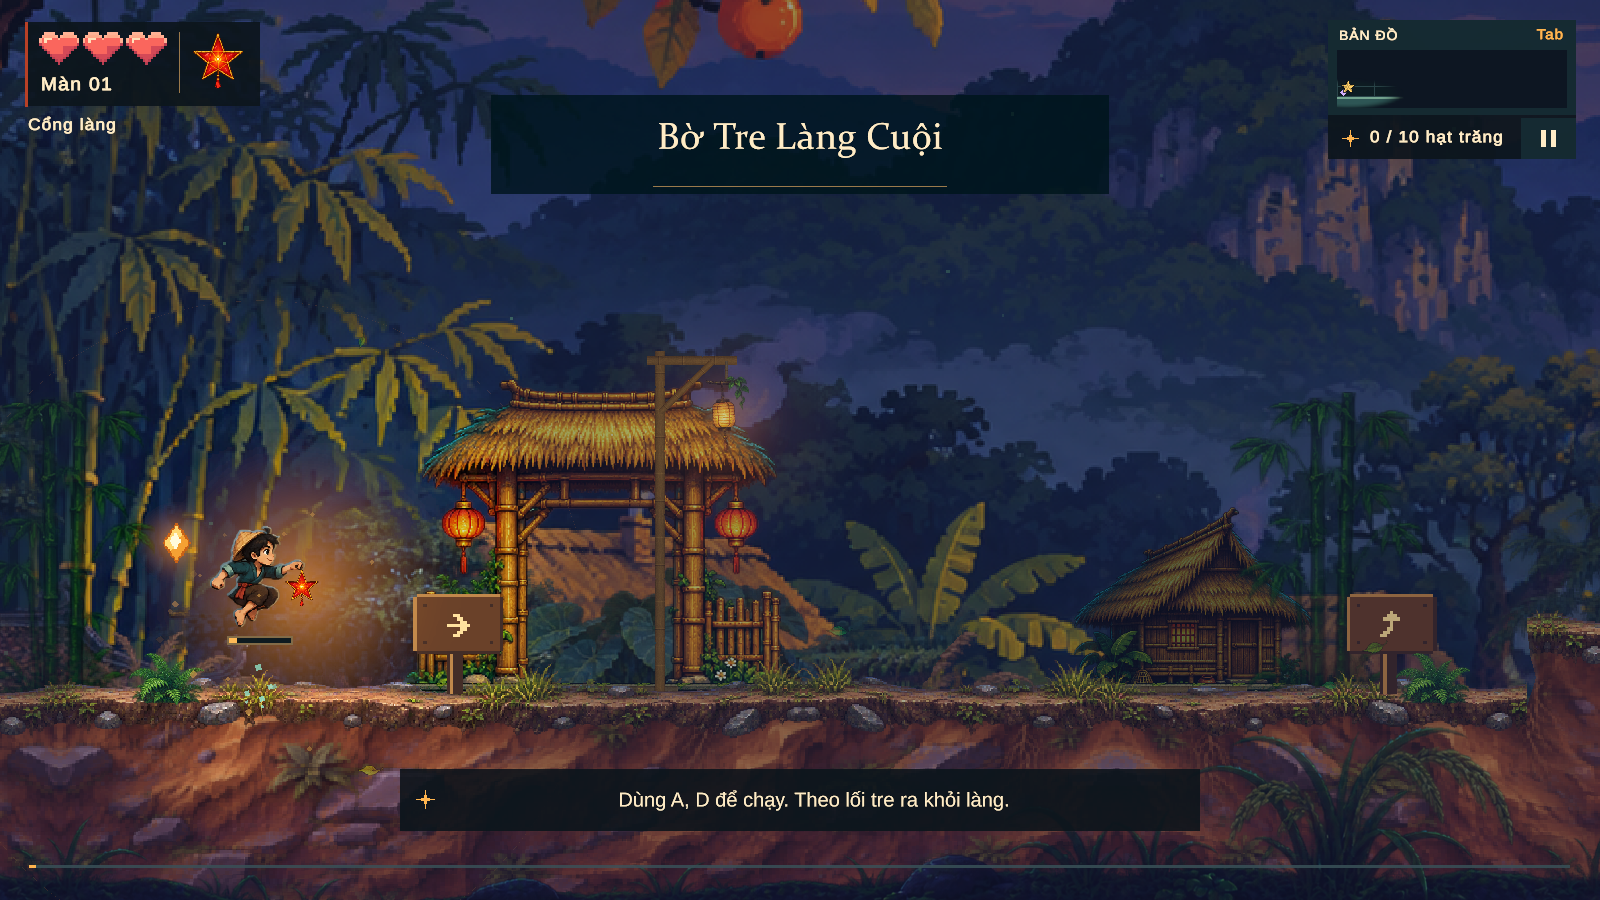 Màn 01
Cổng làng
Bờ Tre Làng Cuội
BẢN ĐỒ Tab
0 / 10 hạt trăng
Dùng A, D để chạy. Theo lối tre ra khỏi làng.